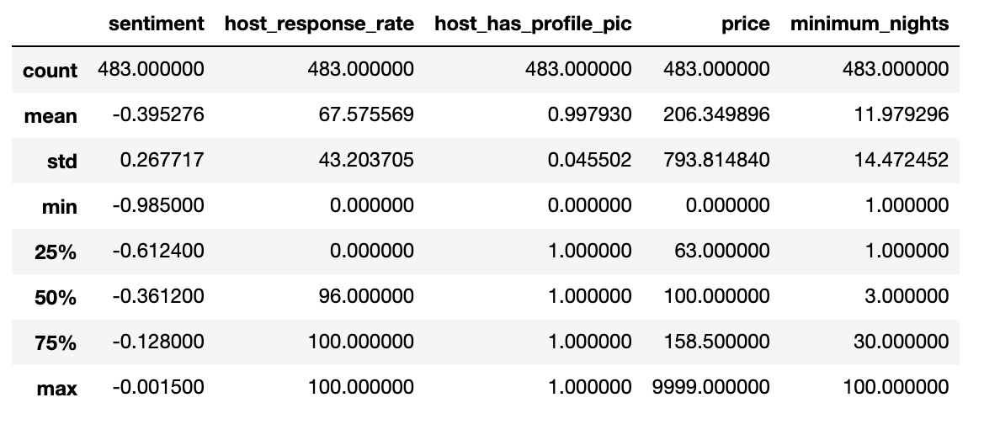 sentiment host_response_rate host_has_profile_pic price minimum_nights
count 483.000000 483.000000 483.000000 483.000000 483.000000
mean -0.395276 67.575569 0.997930 206.349896 11.979296
std 0.267717 43.203705 0.045502 793.814840 14.472452
min -0.985000 0.000000 0.000000 0.000000 1.000000
25% -0.612400 0.000000 1.000000 63.000000 1.000000
50% -0.361200 96.000000 1.000000 100.000000 3.000000
75% -0.128000 100.000000 1.000000 158.500000 30.000000
max -0.001500 100.000000 1.000000 9999.000000 100.000000